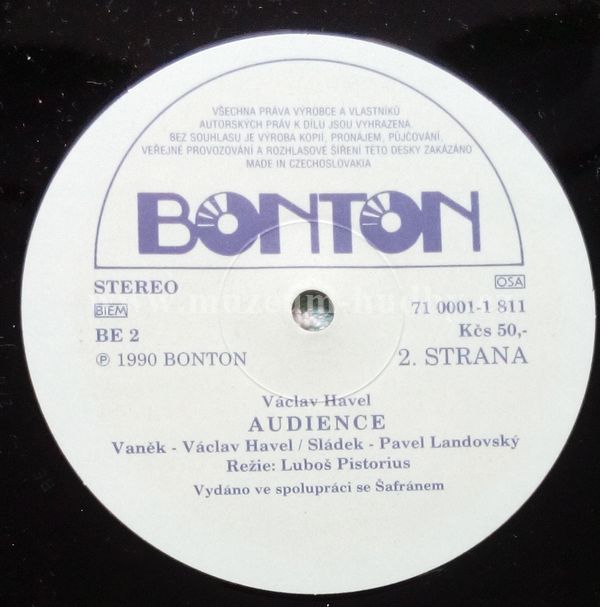 VŠECHNA PRÁVA VÝROBCE A VLASTNÍKŮ
AUTORSKÝCH PRÁV K DÍLU JSOU VYHRAZENA.
BEZ SOUHLASU JE VÝROBA KOPIÍ, PRONÁJEM, PŮJČOVÁNÍ,
VEŘEJNÉ PROVOZOVÁNÍ A ROZHLASOVÉ ŠÍŘENÍ TÉTO DESKY ZAKÁZÁNO
MADE IN CZECHOSLOVAKIA
BONTON
STEREO OSA
BIEM 71 0001-1 811
BE 2 Kčs 50,-
℗ 1990 BONTON 2. STRANA
Václav Havel
AUDIENCE
Vaněk - Václav Havel / Sládek - Pavel Landovský
Režie: Luboš Pistorius
Vydáno ve spolupráci se Šafránem